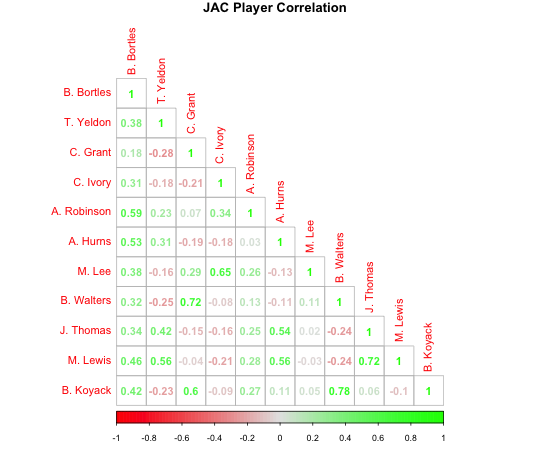 JAC Player Correlation
B. Bortles
T. Yeldon
C. Grant
C. Ivory
A. Robinson
A. Hurns
M. Lee
B. Walters
J. Thomas
M. Lewis
B. Koyack
B. Bortles 1
T. Yeldon 0.38 1
C. Grant 0.18 -0.28 1
C. Ivory 0.31 -0.18 -0.21 1
A. Robinson 0.59 0.23 0.07 0.34 1
A. Hurns 0.53 0.31 -0.19 -0.18 0.03 1
M. Lee 0.38 -0.16 0.29 0.65 0.26 -0.13 1
B. Walters 0.32 -0.25 0.72 -0.08 0.13 -0.11 0.11 1
J. Thomas 0.34 0.42 -0.15 -0.16 0.25 0.54 0.02 -0.24 1
M. Lewis 0.46 0.56 -0.04 -0.21 0.28 0.56 -0.03 -0.24 0.72 1
B. Koyack 0.42 -0.23 0.6 -0.09 0.27 0.11 0.05 0.78 0.06 -0.1 1
-1 -0.8 -0.6 -0.4 -0.2 0 0.2 0.4 0.6 0.8 1